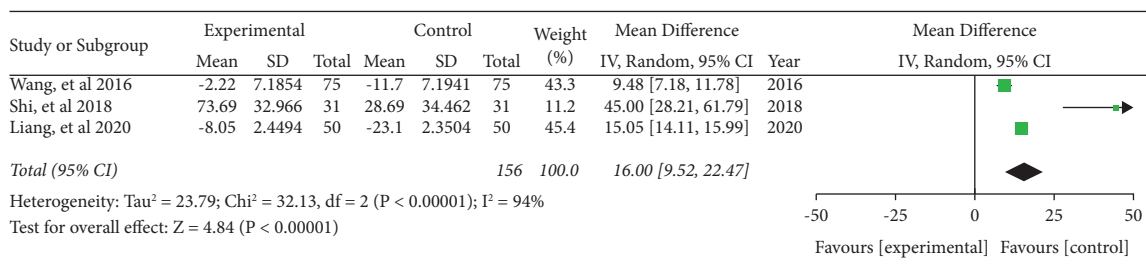 Study or Subgroup Experimental Control Weight (%) Mean Difference Mean Difference
Mean SD Total Mean SD Total IV, Random, 95% CI Year IV, Random, 95% CI
Wang, et al 2016 -2.22 7.1854 75 -11.7 7.1941 75 43.3 9.48 [7.18, 11.78] 2016
Shi, et al 2018 73.69 32.966 31 28.69 34.462 31 11.2 45.00 [28.21, 61.79] 2018
Liang, et al 2020 -8.05 2.4494 50 -23.1 2.3504 50 45.4 15.05 [14.11, 15.99] 2020
Total (95% CI) 156 100.0 16.00 [9.52, 22.47]
Heterogeneity: Tau² = 23.79; Chi² = 32.13, df = 2 (P < 0.00001); I² = 94%
Test for overall effect: Z = 4.84 (P < 0.00001)
-50 -25 0 25 50
Favours [experimental] Favours [control]